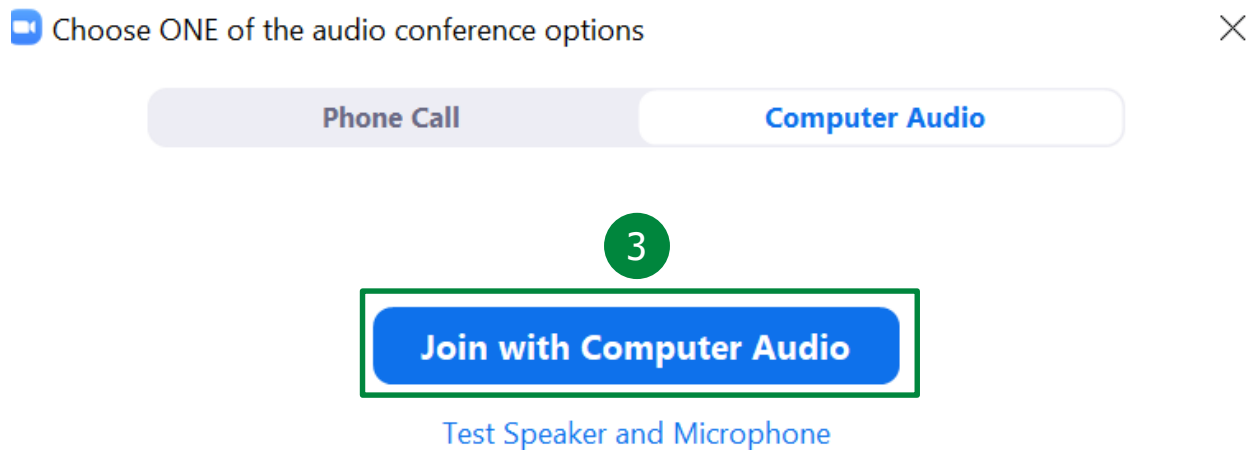 Choose ONE of the audio conference options
Phone Call
Computer Audio
3
Join with Computer Audio
Test Speaker and Microphone